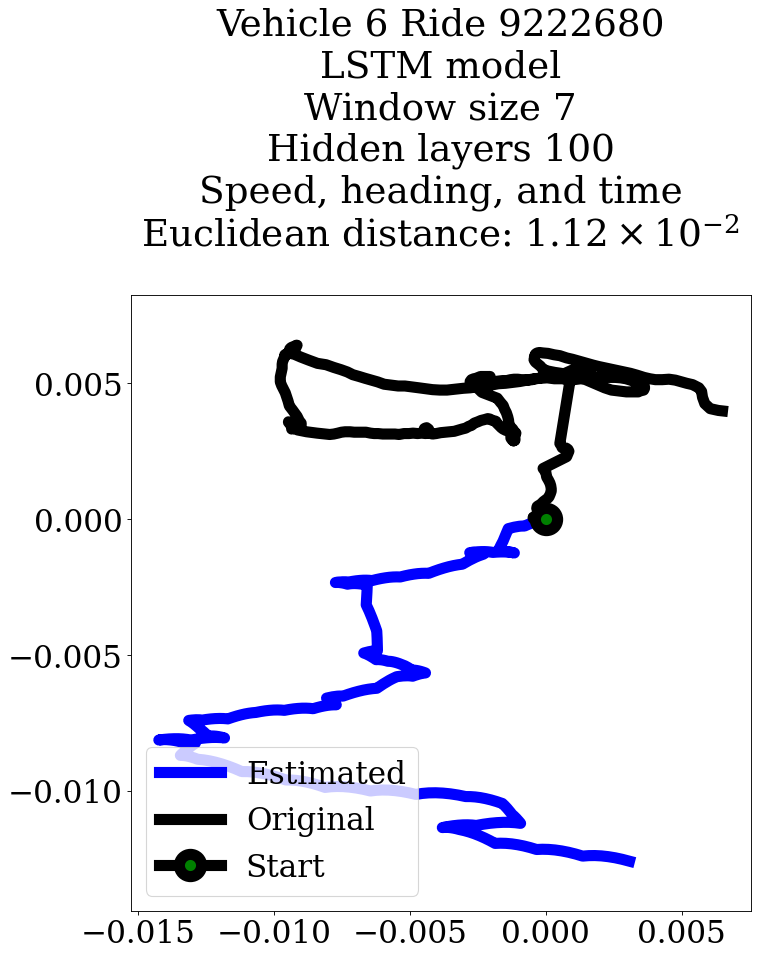 Vehicle 6 Ride 9222680
LSTM model
Window size 7
Hidden layers 100
Speed, heading, and time
Euclidean distance: 1.12 × 10⁻²
0.005
0.000
−0.005
−0.010
Estimated
Original
Start
−0.015 −0.010 −0.005 0.000 0.005